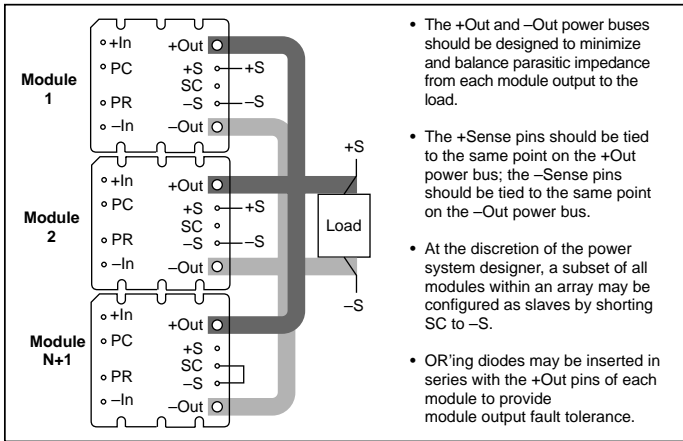 +In
+Out
Module
1
PC
+S
+S
SC
PR
–S
–S
–In
–Out
+In
+Out
Module
2
PC
+S
+S
SC
PR
–S
–S
–In
–Out
+In
+Out
Module
N+1
PC
+S
SC
PR
–S
–In
–Out
+S
Load
–S
• The +Out and –Out power buses
should be designed to minimize
and balance parasitic impedance
from each module output to the
load.
• The +Sense pins should be tied
to the same point on the +Out
power bus; the –Sense pins
should be tied to the same point
on the –Out power bus.
• At the discretion of the power
system designer, a subset of all
modules within an array may be
configured as slaves by shorting
SC to –S.
• OR'ing diodes may be inserted in
series with the +Out pins of each
module to provide
module output fault tolerance.